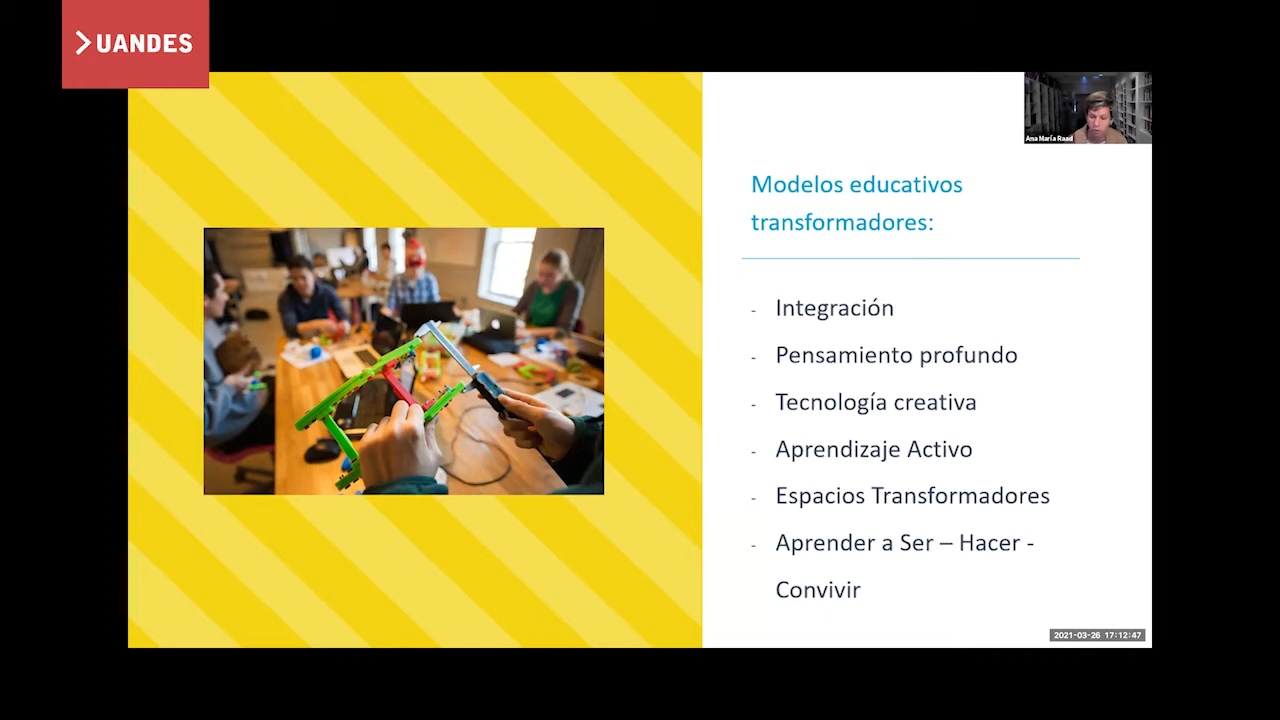 >UANDES
Ana María Raad
Modelos educativos
transformadores:
- Integración
- Pensamiento profundo
- Tecnología creativa
- Aprendizaje Activo
- Espacios Transformadores
- Aprender a Ser – Hacer -
Convivir
2021-03-26 17:12:47